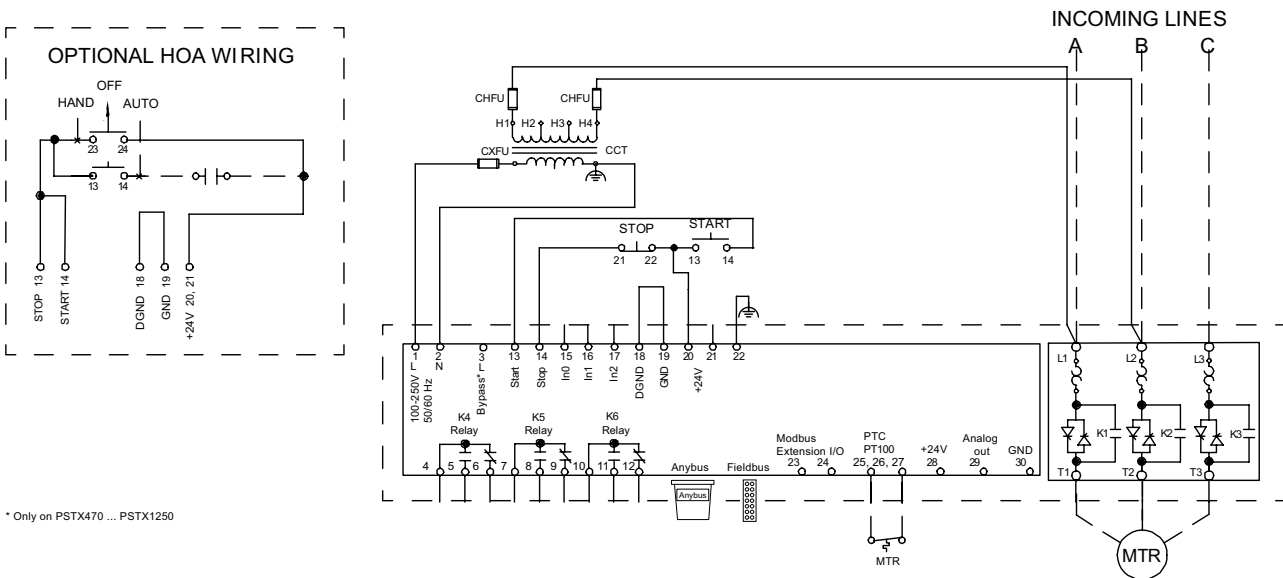 INCOMING LINES
A B C
OPTIONAL HOA WIRING
OFF
HAND AUTO
23 24
13 14
STOP 13
START 14
DGND 18
GND 19
+24V 20, 21
CHFU CHFU
H1 H2 H3 H4
CXFU CCT
STOP START
21 22 13 14
1 2 3 13 14 15 16 17 18 19 20 21 22
L N L
100-250V
50/60 Hz
Bypass*
Start
Stop
In0
In1
In2
DGND
GND
+24V
L1 L2 L3
K1 K2 K3
T1 T2 T3
K4
Relay
K5
Relay
K6
Relay
4 5 6 7 8 9 10 11 12
Modbus
Extension I/O
23 24
PTC
PT100
25, 26, 27
+24V
28
Analog
out
29
GND
30
Anybus Fieldbus
Anybus
MTR
MTR
* Only on PSTX470 ... PSTX1250